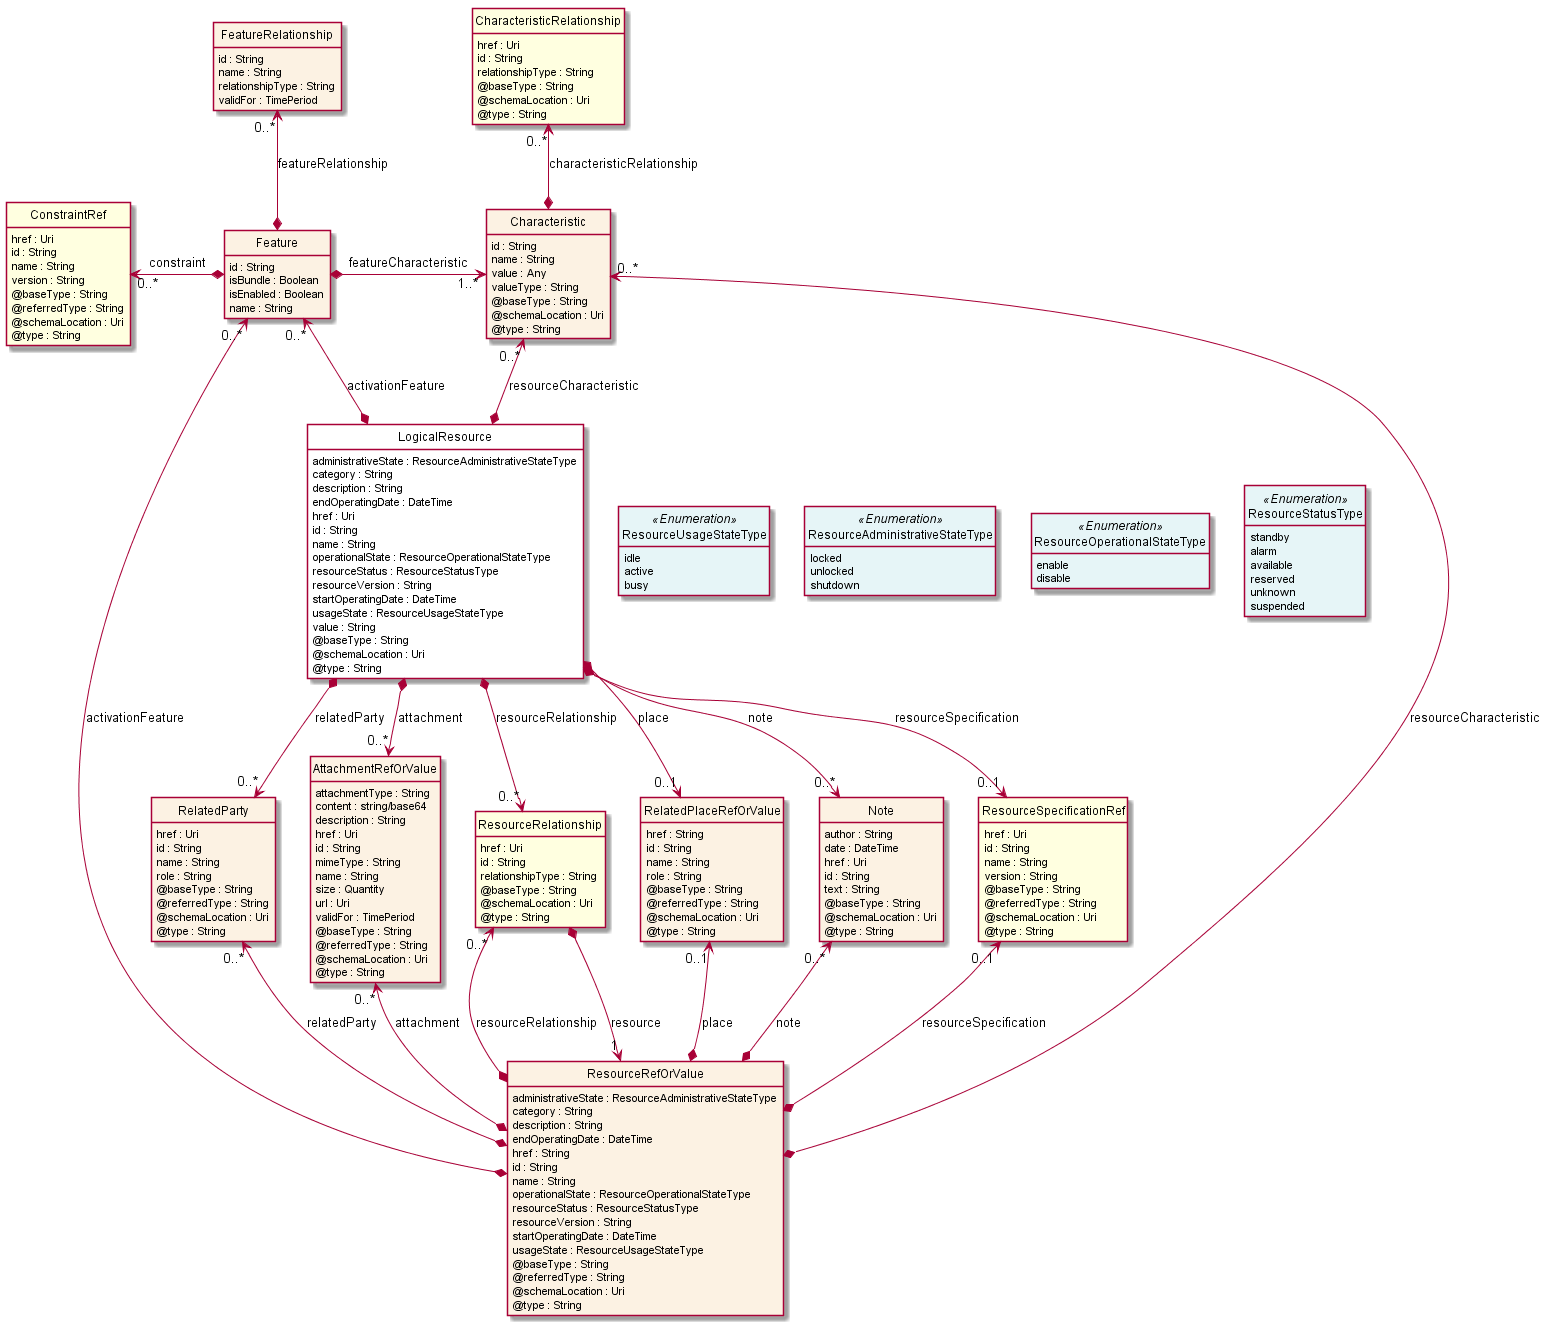 FeatureRelationship
id : String
name : String
relationshipType : String
validFor : TimePeriod
CharacteristicRelationship
href : Uri
id : String
relationshipType : String
@baseType : String
@schemaLocation : Uri
@type : String
0..*
0..*
featureRelationship
characteristicRelationship
ConstraintRef
href : Uri
id : String
name : String
version : String
@baseType : String
@referredType : String
@schemaLocation : Uri
@type : String
constraint
0..*
Feature
id : String
isBundle : Boolean
isEnabled : Boolean
name : String
featureCharacteristic
1..*
Characteristic
id : String
name : String
value : Any
valueType : String
@baseType : String
@schemaLocation : Uri
@type : String
0..*
0..*
0..*
0..*
activationFeature
resourceCharacteristic
LogicalResource
administrativeState : ResourceAdministrativeStateType
category : String
description : String
endOperatingDate : DateTime
href : Uri
id : String
name : String
operationalState : ResourceOperationalStateType
resourceStatus : ResourceStatusType
resourceVersion : String
startOperatingDate : DateTime
usageState : ResourceUsageStateType
value : String
@baseType : String
@schemaLocation : Uri
@type : String
«Enumeration»
ResourceUsageStateType
idle
active
busy
«Enumeration»
ResourceAdministrativeStateType
locked
unlocked
shutdown
«Enumeration»
ResourceOperationalStateType
enable
disable
«Enumeration»
ResourceStatusType
standby
alarm
available
reserved
unknown
suspended
activationFeature
relatedParty
attachment
resourceRelationship
place
note
resourceSpecification
resourceCharacteristic
0..*
0..*
0..*
0..1
0..*
0..1
RelatedParty
href : Uri
id : String
name : String
role : String
@baseType : String
@referredType : String
@schemaLocation : Uri
@type : String
AttachmentRefOrValue
attachmentType : String
content : string/base64
description : String
href : Uri
id : String
mimeType : String
name : String
size : Quantity
url : Uri
validFor : TimePeriod
@baseType : String
@referredType : String
@schemaLocation : Uri
@type : String
ResourceRelationship
href : Uri
id : String
relationshipType : String
@baseType : String
@schemaLocation : Uri
@type : String
RelatedPlaceRefOrValue
href : String
id : String
name : String
role : String
@baseType : String
@referredType : String
@schemaLocation : Uri
@type : String
Note
author : String
date : DateTime
href : Uri
id : String
text : String
@baseType : String
@schemaLocation : Uri
@type : String
ResourceSpecificationRef
href : Uri
id : String
name : String
version : String
@baseType : String
@referredType : String
@schemaLocation : Uri
@type : String
0..*
0..*
0..*
0..1
0..*
0..1
relatedParty
attachment
resourceRelationship
resource
place
note
resourceSpecification
1
ResourceRefOrValue
administrativeState : ResourceAdministrativeStateType
category : String
description : String
endOperatingDate : DateTime
href : String
id : String
name : String
operationalState : ResourceOperationalStateType
resourceStatus : ResourceStatusType
resourceVersion : String
startOperatingDate : DateTime
usageState : ResourceUsageStateType
@baseType : String
@referredType : String
@schemaLocation : Uri
@type : String